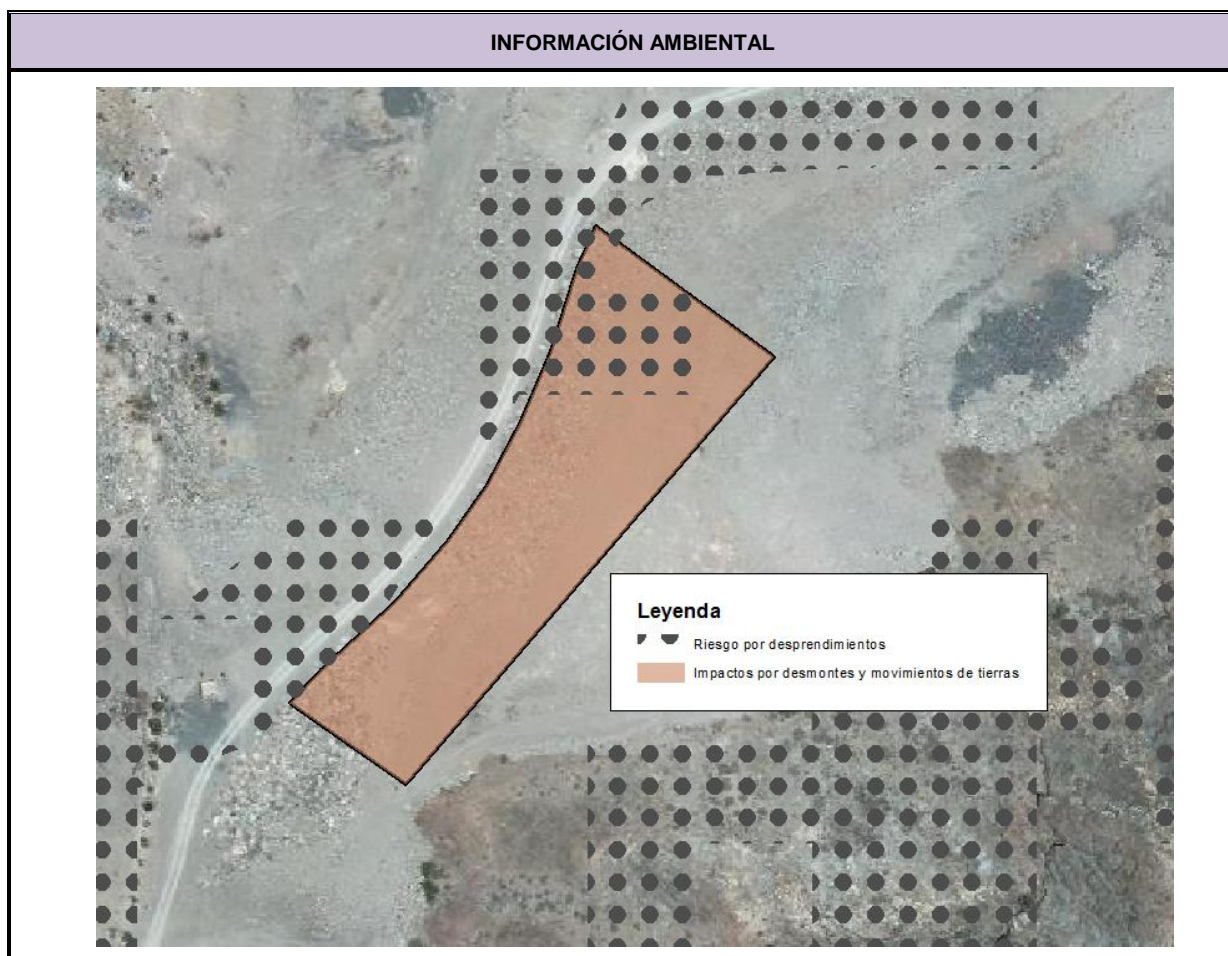 INFORMACIÓN AMBIENTAL
Leyenda
Riesgo por desprendimientos
Impactos por desmontes y movimientos de tierras